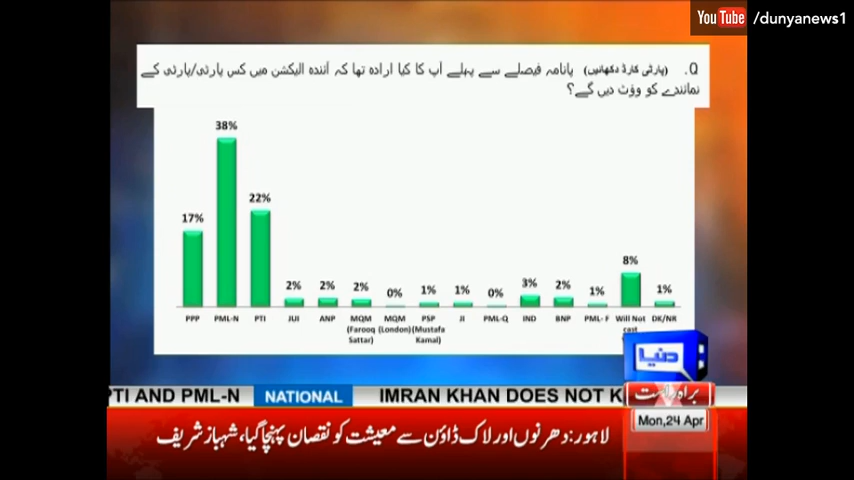 You Tube /dunyanews1
Q. (پارٹی کارڈ دکھائیں) پانامہ فیصلے سے پہلے آپ کا کیا ارادہ تھا کہ آئندہ الیکشن میں کس پارٹی/پارٹی کے
نمائندے کو ووٹ دیں گے؟
38%
22%
17%
8%
2% 2% 2% 0% 1% 1% 0% 3% 2% 1% 1%
PPP PML-N PTI JUI ANP MQM MQM PSP JI PML-Q IND BNP PML- F Will Not DK/NR
(Farooq (London) (Mustafa cast
Sattar) Kamal)
دنیا
PTI AND PML-N NATIONAL IMRAN KHAN DOES NOT K
براہ راست
Mon,24 Apr
لاہور: دھرنوں اور لاک ڈاؤن سے معیشت کو نقصان پہنچا گیا، شہباز شریف